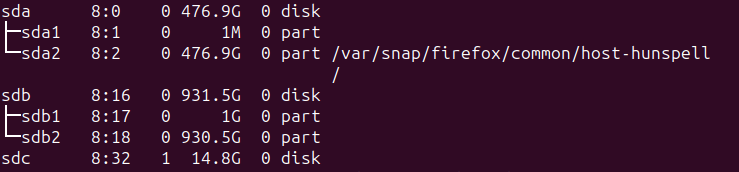 sda 8:0 0 476.9G 0 disk
├─sda1 8:1 0 1M 0 part
└─sda2 8:2 0 476.9G 0 part /var/snap/firefox/common/host-hunspell
/
sdb 8:16 0 931.5G 0 disk
├─sdb1 8:17 0 1G 0 part
└─sdb2 8:18 0 930.5G 0 part
sdc 8:32 1 14.8G 0 disk